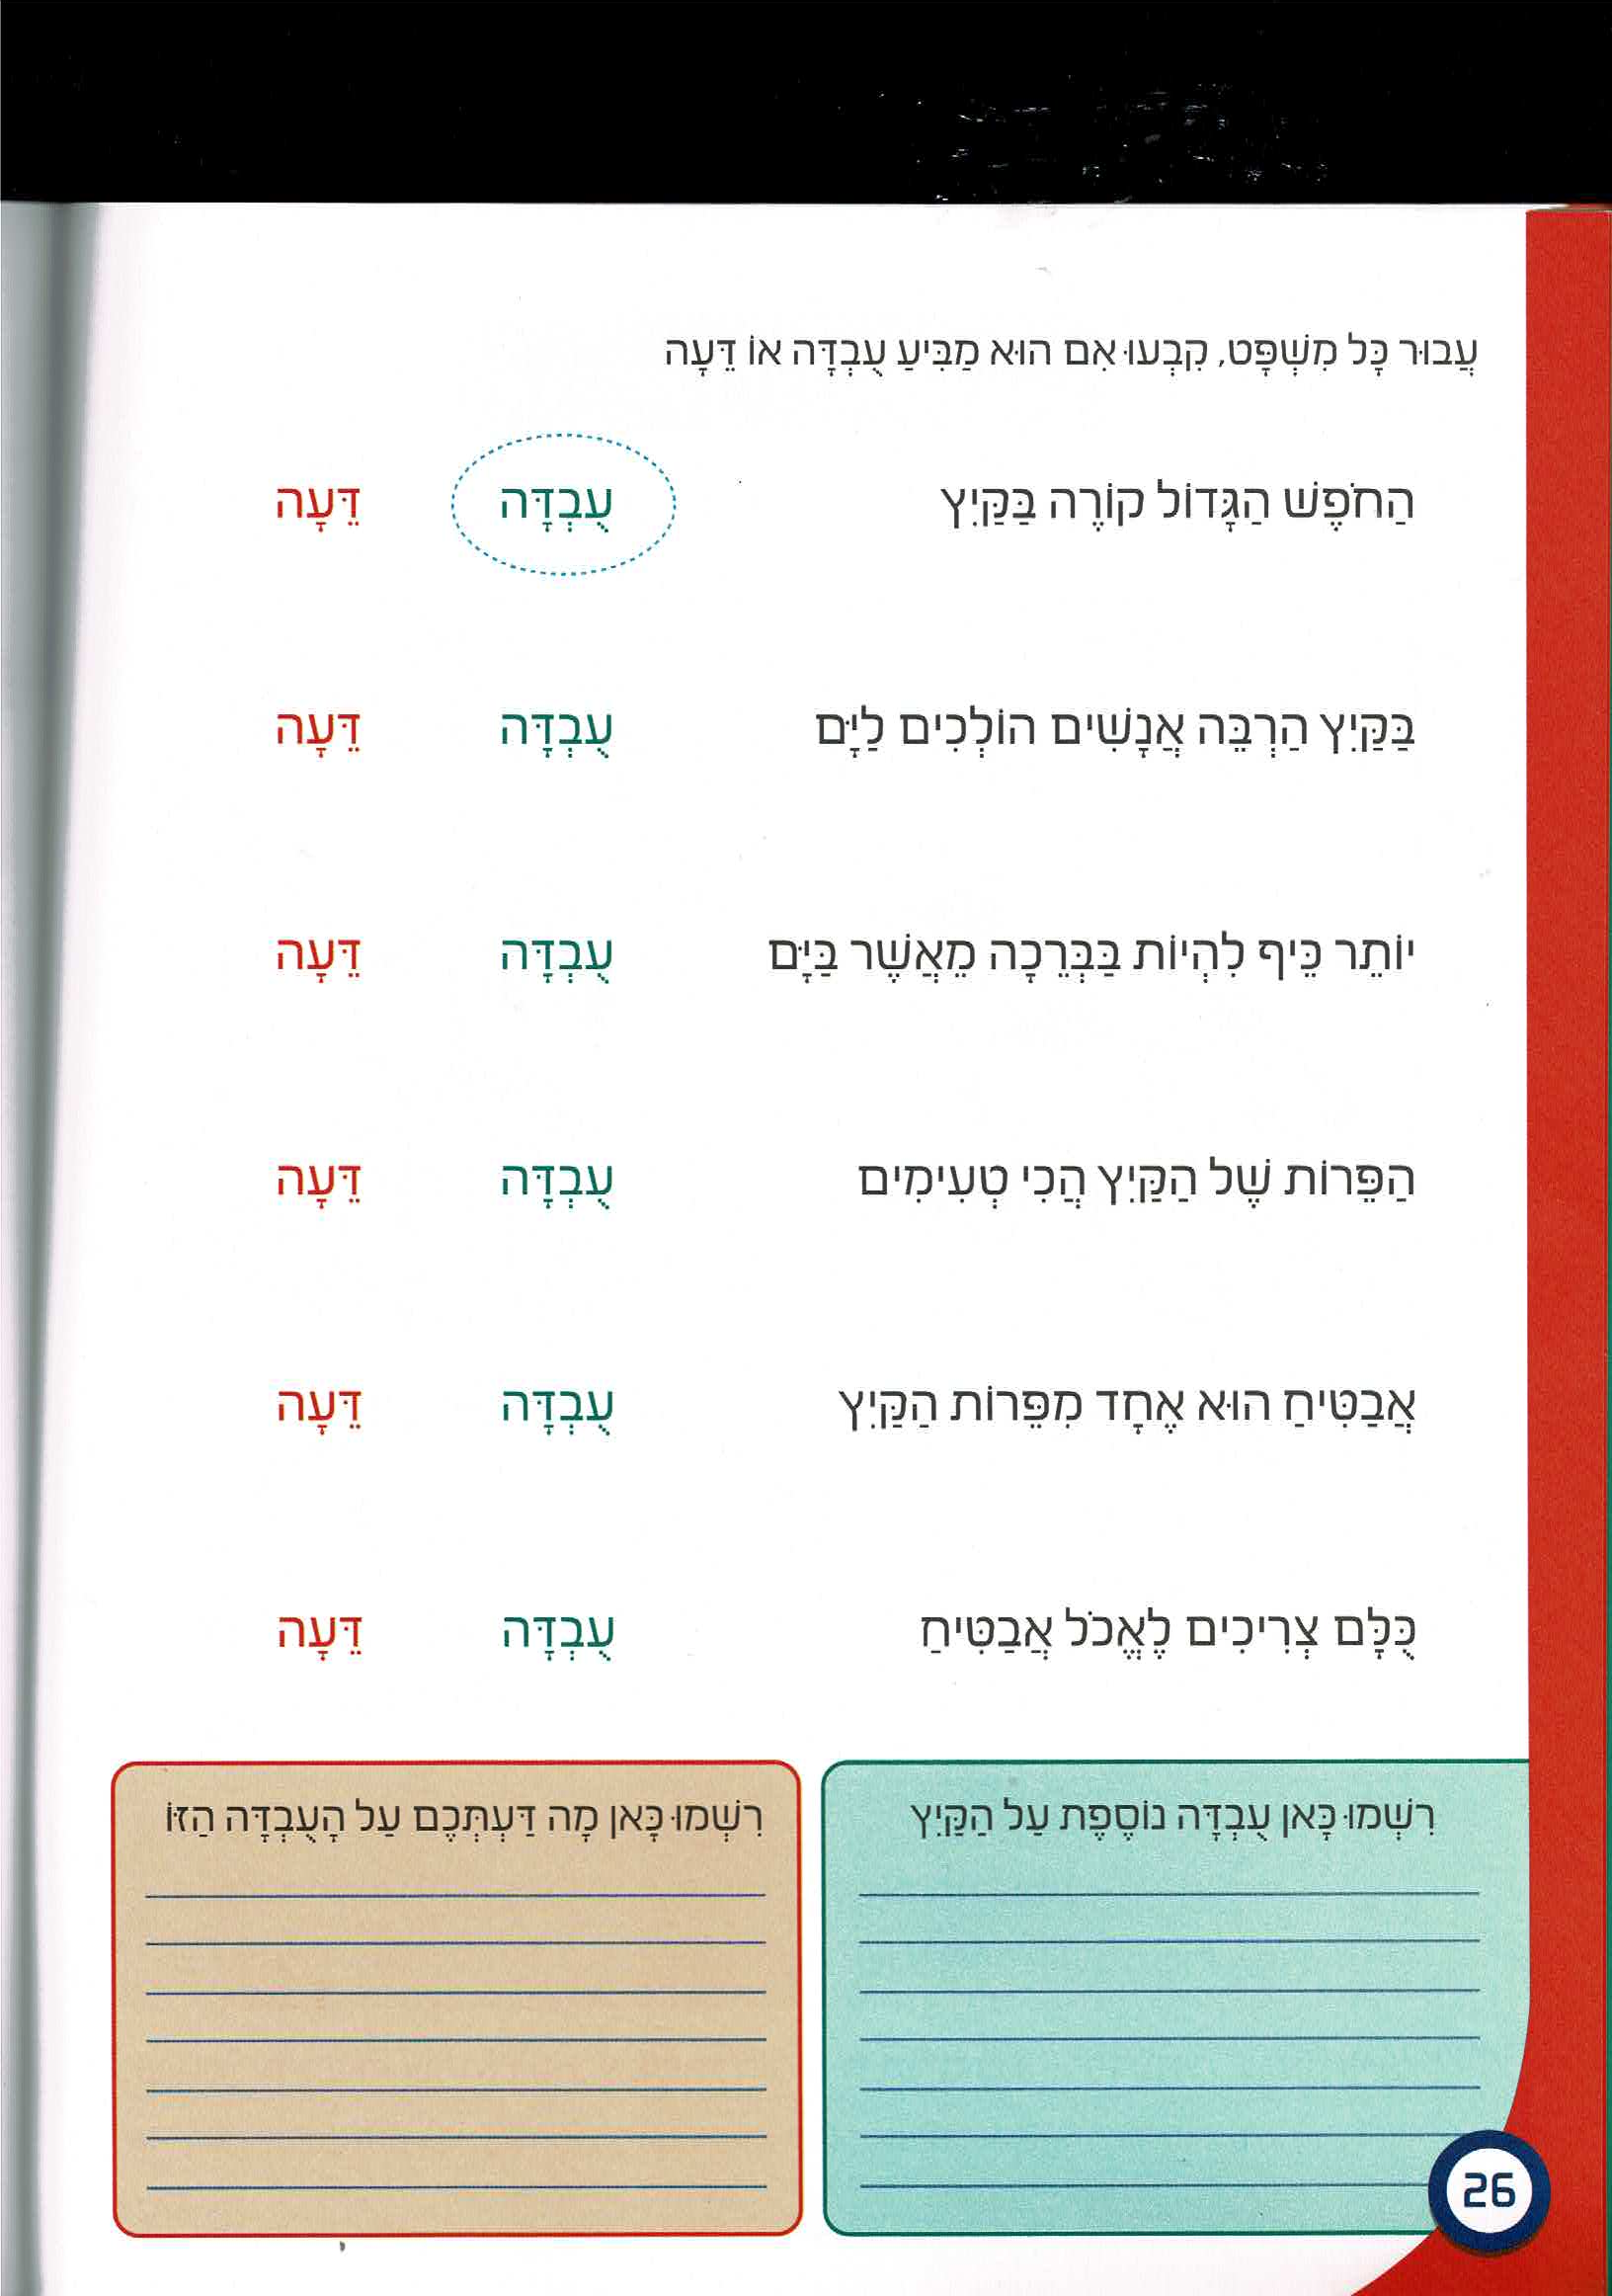 עֲבוּר כָּל מִשְׁפָּט, קִבְעוּ אִם הוּא מַבִּיעַ עֻבְדָּה אוֹ דֵּעָה
הַחֹפֶשׁ הַגָּדוֹל קוֹרֶה בַּקַּיִץ עֻבְדָּה דֵּעָה
בַּקַּיִץ הַרְבֵּה אֲנָשִׁים הוֹלְכִים לַיָּם עֻבְדָּה דֵּעָה
יוֹתֵר כֵּיף לִהְיוֹת בַּבְּרֵכָה מֵאֲשֶׁר בַּיָּם עֻבְדָּה דֵּעָה
הַפֵּרוֹת שֶׁל הַקַּיִץ הֲכִי טְעִימִים עֻבְדָּה דֵּעָה
אֲבַטִּיחַ הוּא אֶחָד מִפֵּרוֹת הַקַּיִץ עֻבְדָּה דֵּעָה
כֻּלָּם צְרִיכִים לֶאֱכֹל אֲבַטִּיחַ עֻבְדָּה דֵּעָה
רִשְׁמוּ כָּאן עֻבְדָּה נוֹסֶפֶת עַל הַקַּיִץ
רִשְׁמוּ כָּאן מָה דַּעְתְּכֶם עַל הָעֻבְדָּה הַזּוֹ
26